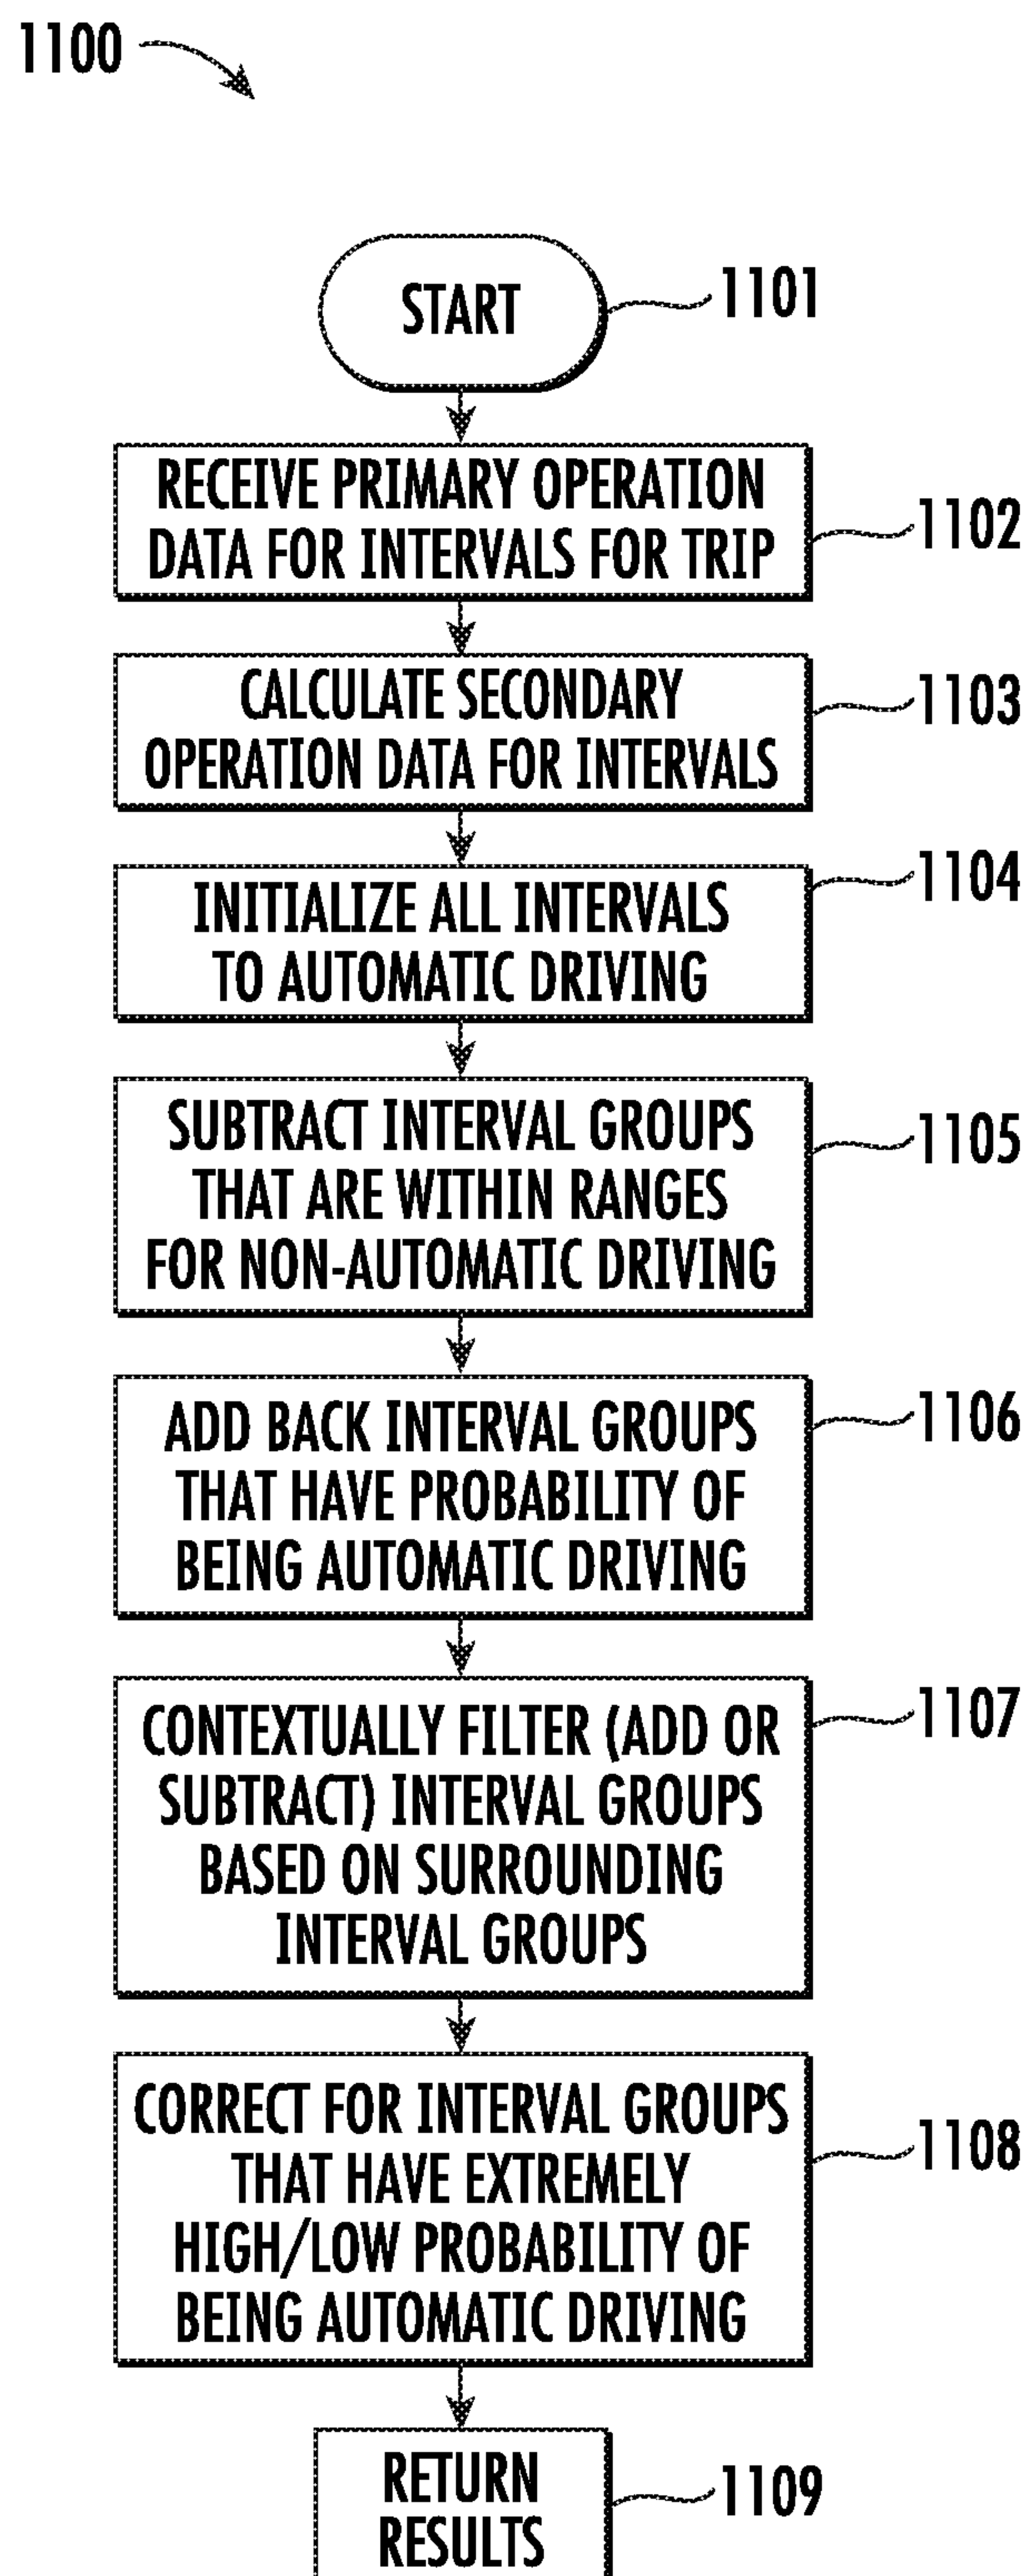 1100
START
1101
RECEIVE PRIMARY OPERATION
DATA FOR INTERVALS FOR TRIP
1102
CALCULATE SECONDARY
OPERATION DATA FOR INTERVALS
1103
INITIALIZE ALL INTERVALS
TO AUTOMATIC DRIVING
1104
SUBTRACT INTERVAL GROUPS
THAT ARE WITHIN RANGES
FOR NON-AUTOMATIC DRIVING
1105
ADD BACK INTERVAL GROUPS
THAT HAVE PROBABILITY OF
BEING AUTOMATIC DRIVING
1106
CONTEXTUALLY FILTER (ADD OR
SUBTRACT) INTERVAL GROUPS
BASED ON SURROUNDING
INTERVAL GROUPS
1107
CORRECT FOR INTERVAL GROUPS
THAT HAVE EXTREMELY
HIGH/LOW PROBABILITY OF
BEING AUTOMATIC DRIVING
1108
RETURN
RESULTS
1109